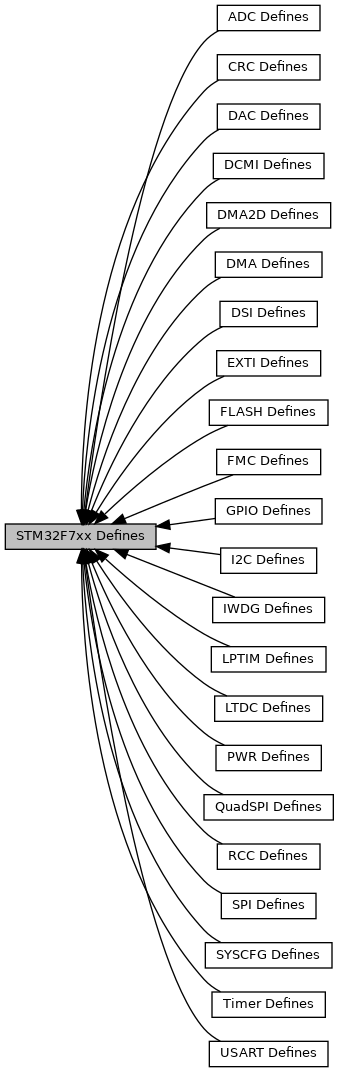 ADC Defines
CRC Defines
DAC Defines
DCMI Defines
DMA2D Defines
DMA Defines
DSI Defines
EXTI Defines
FLASH Defines
FMC Defines
GPIO Defines
STM32F7xx Defines
I2C Defines
IWDG Defines
LPTIM Defines
LTDC Defines
PWR Defines
QuadSPI Defines
RCC Defines
SPI Defines
SYSCFG Defines
Timer Defines
USART Defines